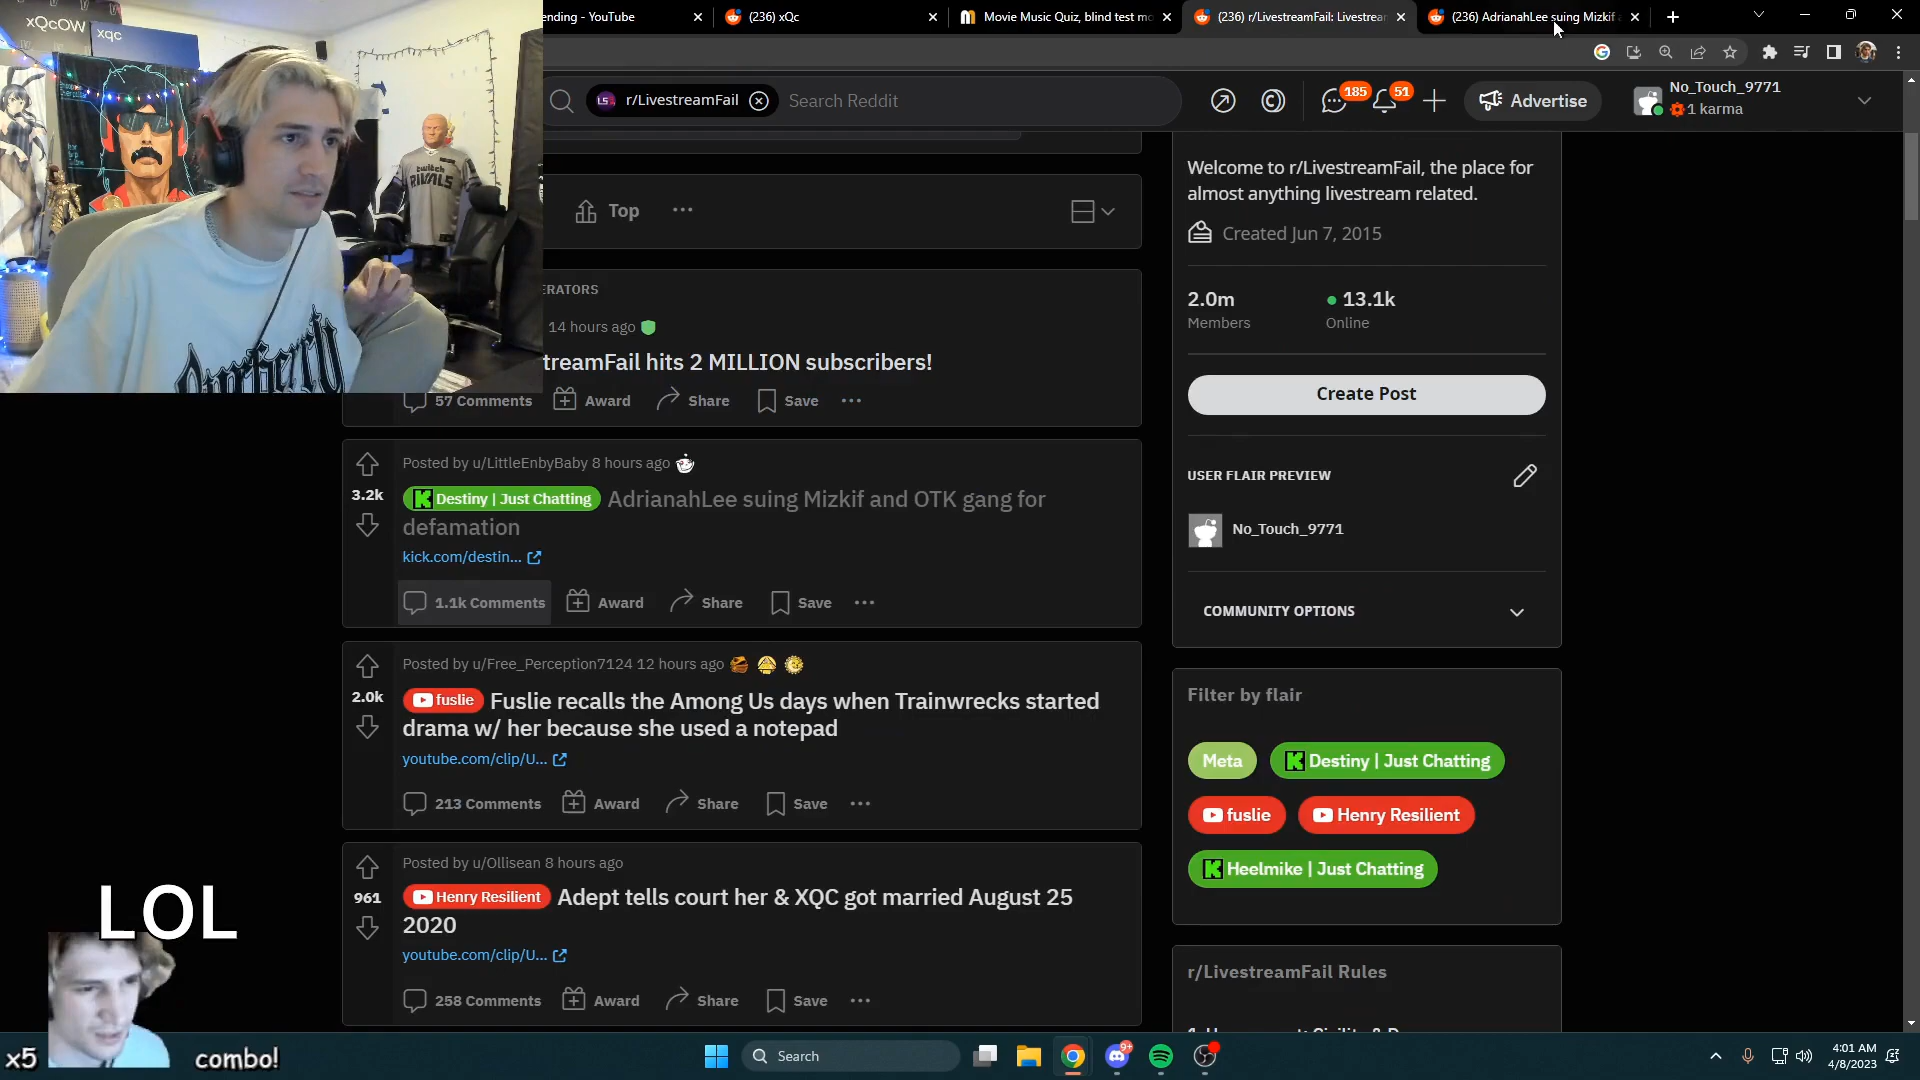 xQcOW
xqc
ending - YouTube
(236) xQc
Movie Music Quiz, blind test mo
(236) r/LivestreamFail: Livestrea
(236) AdrianahLee suing Mizkif a
r/LivestreamFail
Search Reddit
185
51
Advertise
No_Touch_9771
1 karma
twitch
RIVALS
Top
Welcome to r/LivestreamFail, the place for
almost anything livestream related.
Created Jun 7, 2015
2.0m
Members
13.1k
Online
Create Post
USER FLAIR PREVIEW
No_Touch_9771
COMMUNITY OPTIONS
ERATORS
14 hours ago
treamFail hits 2 MILLION subscribers!
57 Comments
Award
Share
Save
Posted by u/LittleEnbyBaby 8 hours ago
3.2k
Destiny | Just Chatting AdrianahLee suing Mizkif and OTK gang for
defamation
kick.com/destin...
1.1k Comments
Award
Share
Save
Posted by u/Free_Perception7124 12 hours ago
2.0k
fuslie Fuslie recalls the Among Us days when Trainwrecks started
drama w/ her because she used a notepad
youtube.com/clip/U...
213 Comments
Award
Share
Save
Posted by u/Ollisean 8 hours ago
961
Henry Resilient Adept tells court her & XQC got married August 25
2020
youtube.com/clip/U...
258 Comments
Award
Share
Save
Filter by flair
Meta
Destiny | Just Chatting
fuslie
Henry Resilient
Heelmike | Just Chatting
r/LivestreamFail Rules
LOL
x5
combo!
Search
9+
4:01 AM
4/8/2023